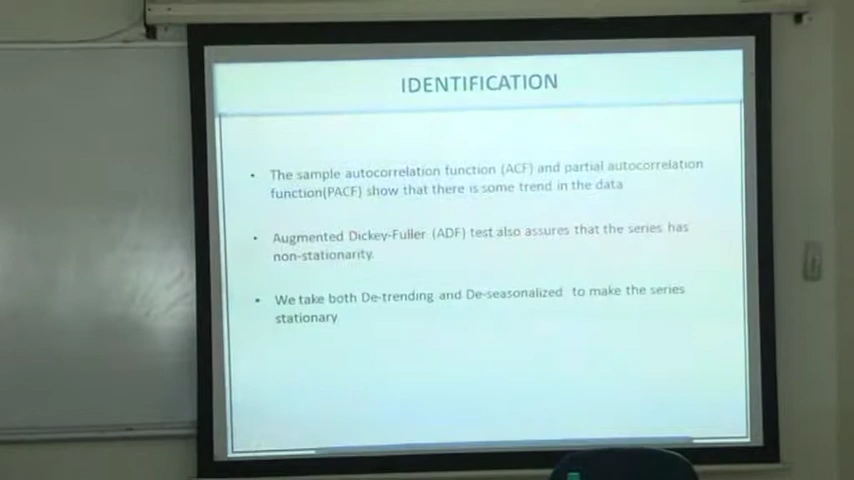 IDENTIFICATION
• The sample autocorrelation function (ACF) and partial autocorrelation
function(PACF) show that there is some trend in the data
• Augmented Dickey-Fuller (ADF) test also assures that the series has
non-stationarity.
• We take both De-trending and De-seasonalized to make the series
stationary